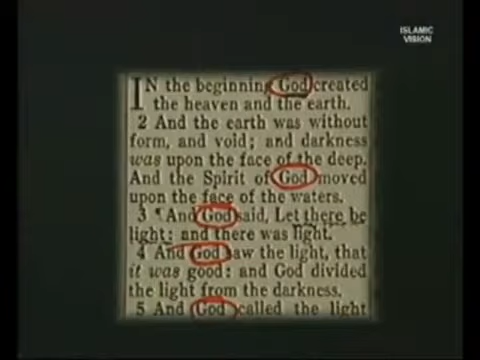 ISLAMIC
VISION
IN the beginning God created
the heaven and the earth.
2 And the earth was without
form, and void; and darkness
was upon the face of the deep.
And the Spirit of God moved
upon the face of the waters.
3 ¶And God said, Let there be
light: and there was light.
4 And God saw the light, that
it was good: and God divided
the light from the darkness.
5 And God called the light